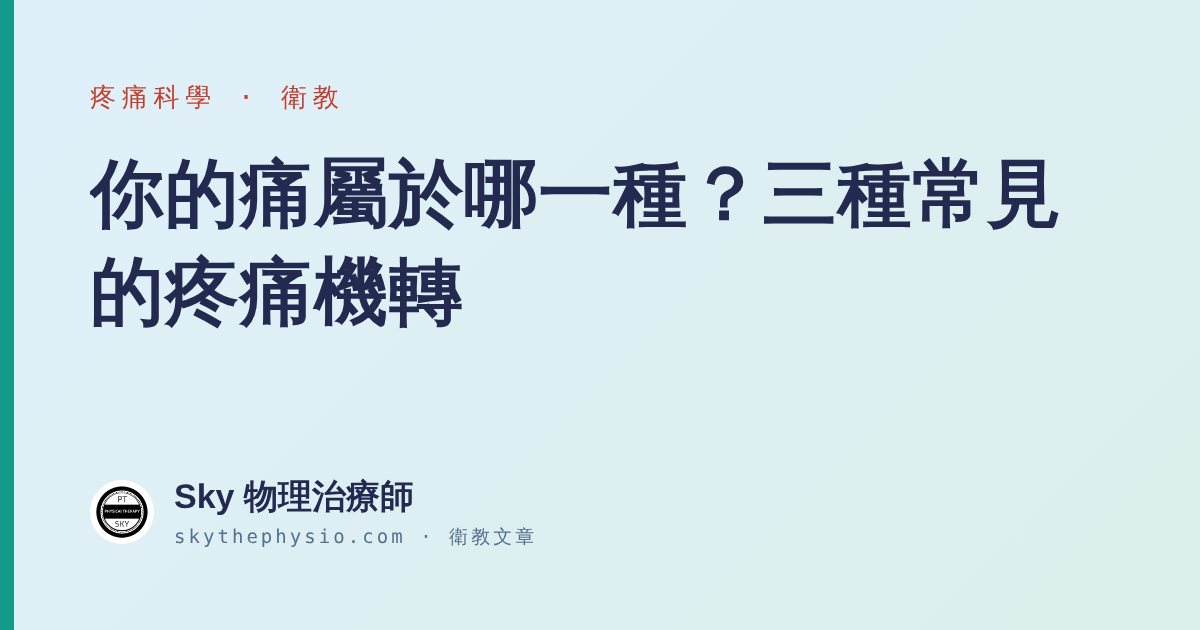 疼痛科學 · 衛教
你的痛屬於哪一種？三種常見
的疼痛機轉
PT
PHYSICAL THERAPY
SKY
Sky 物理治療師
skythephysio.com · 衛教文章